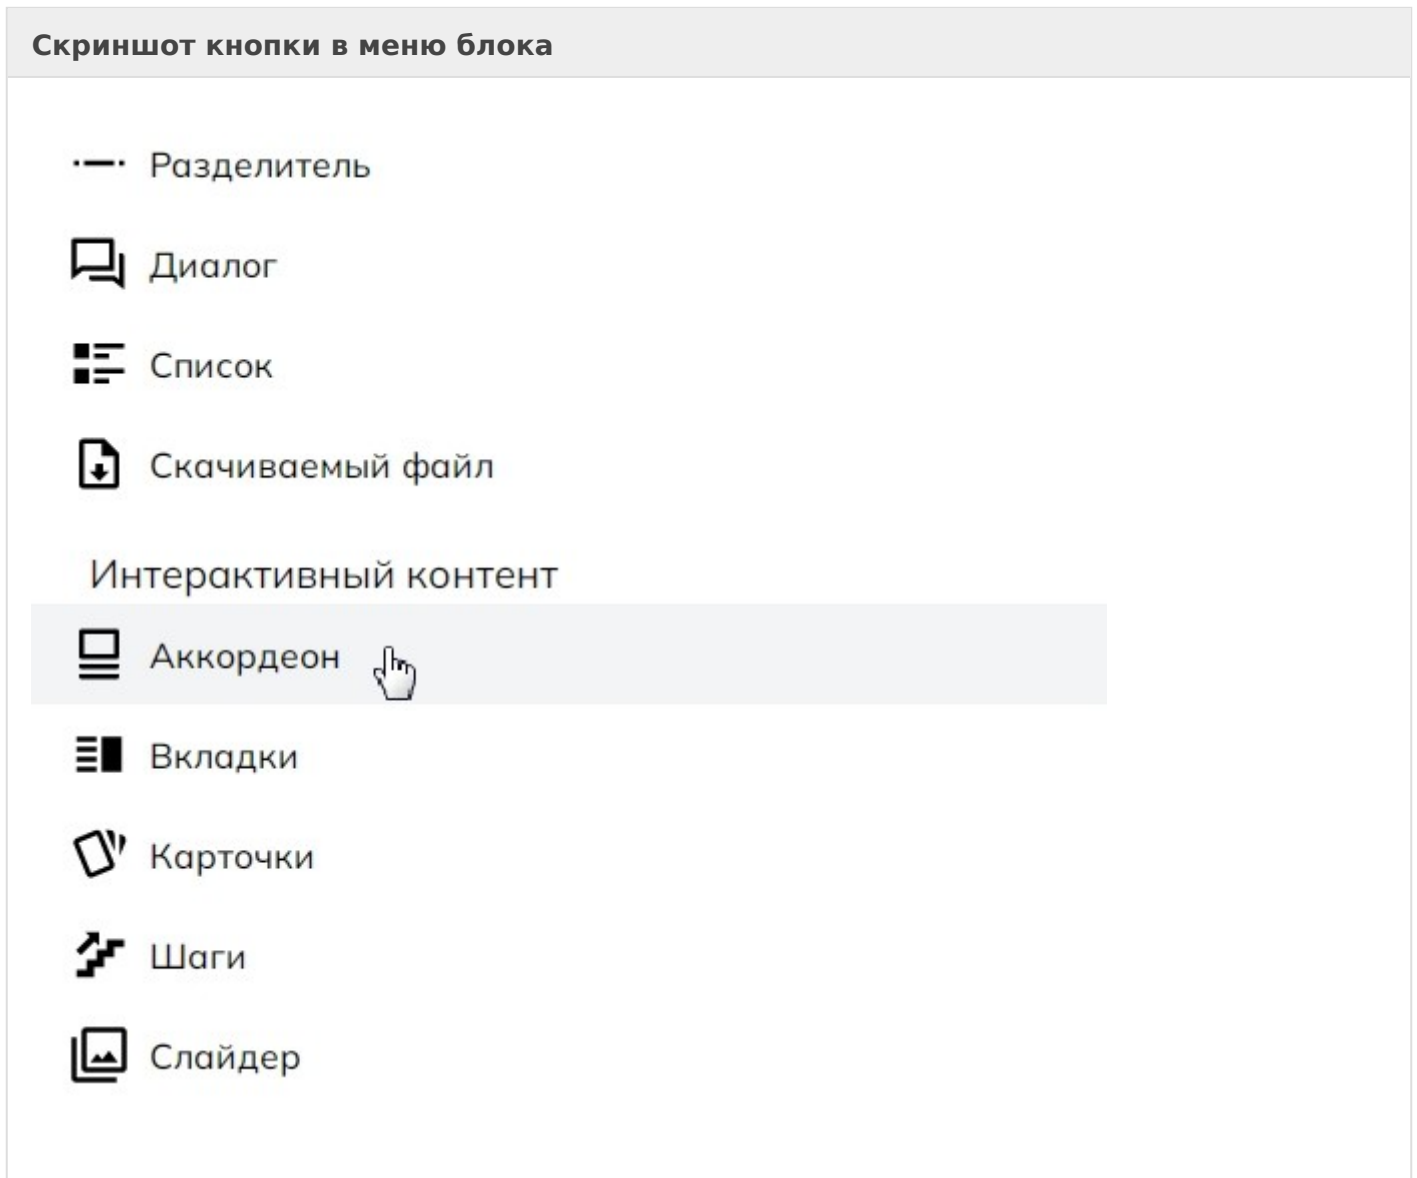 Скриншот кнопки в меню блока
Разделитель
Диалог
Список
Скачиваемый файл
Интерактивный контент
Аккордеон
Вкладки
Карточки
Шаги
Слайдер